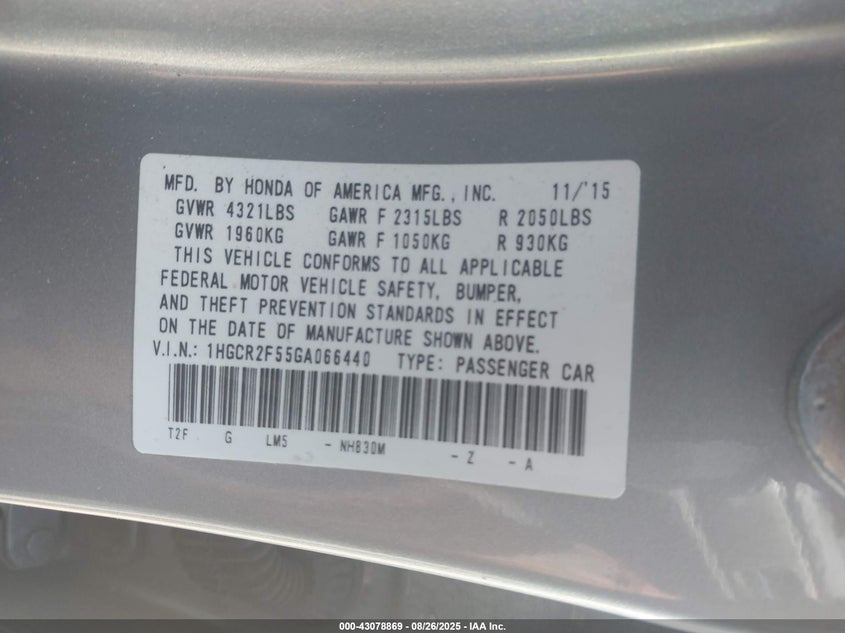 MFD. BY HONDA OF AMERICA MFG., INC. 11/'15
GVWR 4321LBS GAWR F 2315LBS R 2050LBS
GVWR 1960KG GAWR F 1050KG R 930KG
THIS VEHICLE CONFORMS TO ALL APPLICABLE
FEDERAL MOTOR VEHICLE SAFETY, BUMPER,
AND THEFT PREVENTION STANDARDS IN EFFECT
ON THE DATE OF MANUFACTURE SHOWN ABOVE.
V.I.N.: 1HGCR2F55GA066440 TYPE: PASSENGER CAR
T2F G LM5 - NH830M - Z - A
000-43078869 - 08/26/2025 - IAA Inc.